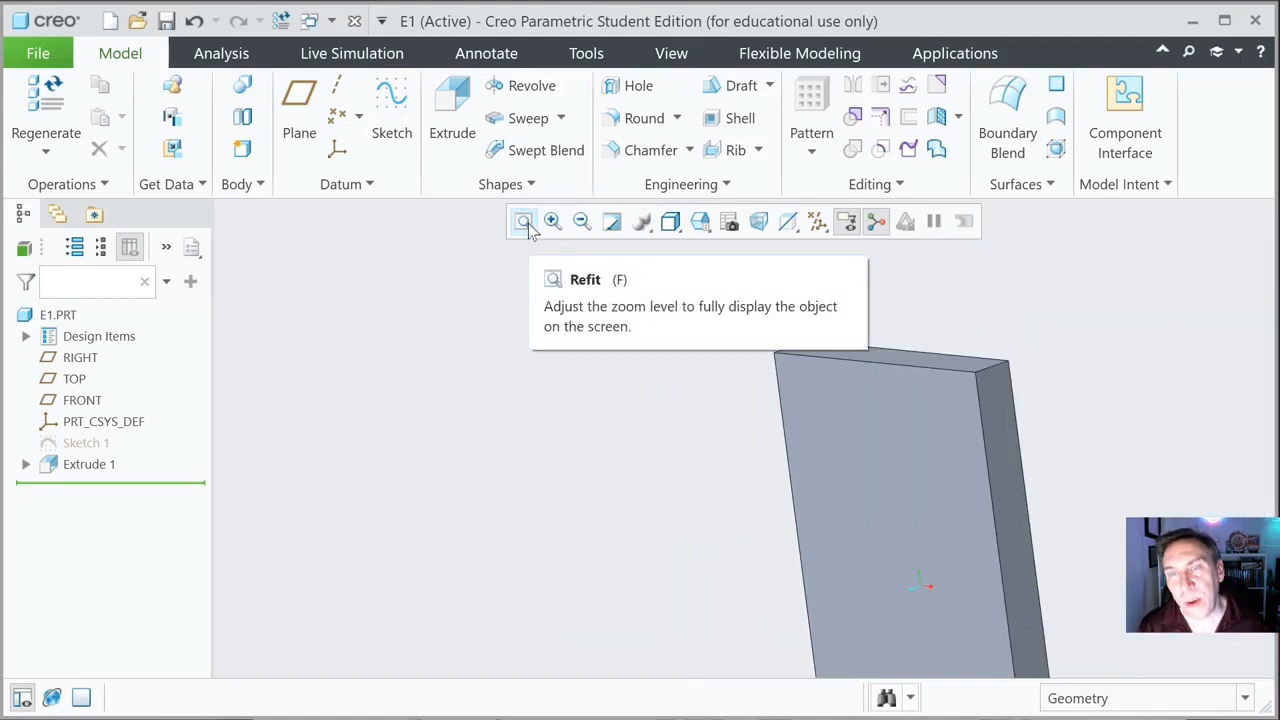 creo
E1 (Active) - Creo Parametric Student Edition (for educational use only)
File
Model
Analysis
Live Simulation
Annotate
Tools
View
Flexible Modeling
Applications
?
Regenerate
Plane
Sketch
Extrude
Revolve
Sweep
Swept Blend
Hole
Round
Chamfer
Draft
Shell
Rib
Pattern
Boundary
Blend
Component
Interface
Operations
Get Data
Body
Datum
Shapes
Engineering
Editing
Surfaces
Model Intent
Refit (F)
Adjust the zoom level to fully display the object
on the screen.
E1.PRT
Design Items
RIGHT
TOP
FRONT
PRT_CSYS_DEF
Sketch 1
Extrude 1
Geometry